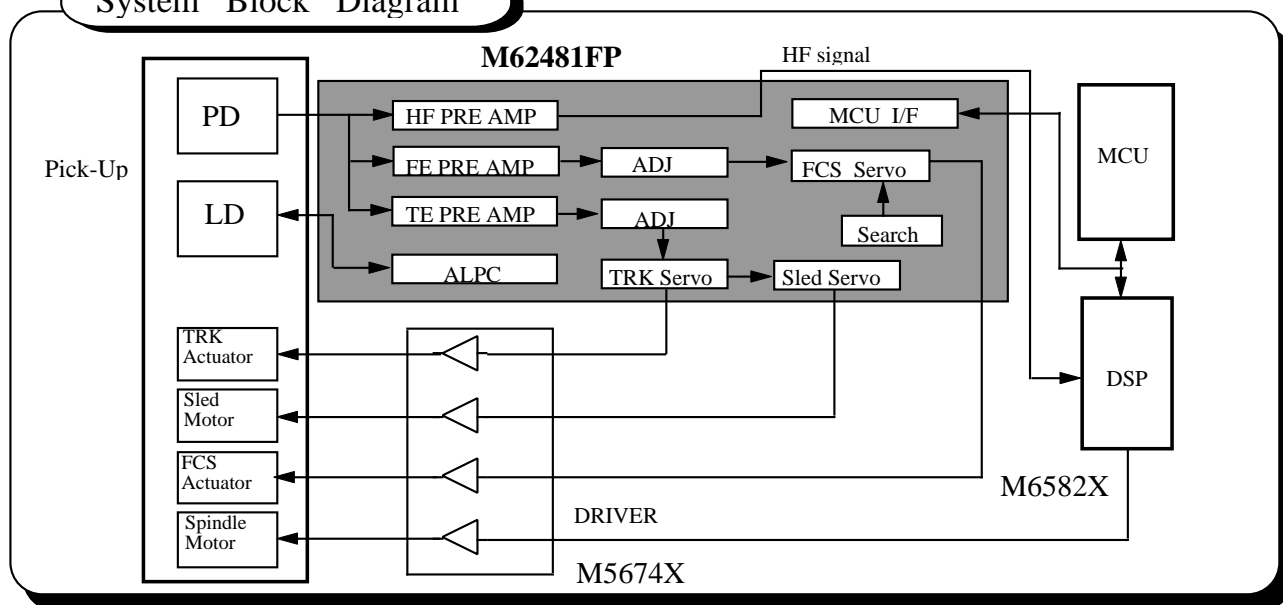 System Block Diagram
M62481FP
HF signal
Pick-Up
PD
LD
HF PRE AMP
MCU I/F
MCU
FE PRE AMP
ADJ
FCS Servo
TE PRE AMP
ADJ
Search
ALPC
TRK Servo
Sled Servo
TRK
Actuator
Sled
Motor
FCS
Actuator
Spindle
Motor
DSP
M6582X
DRIVER
M5674X